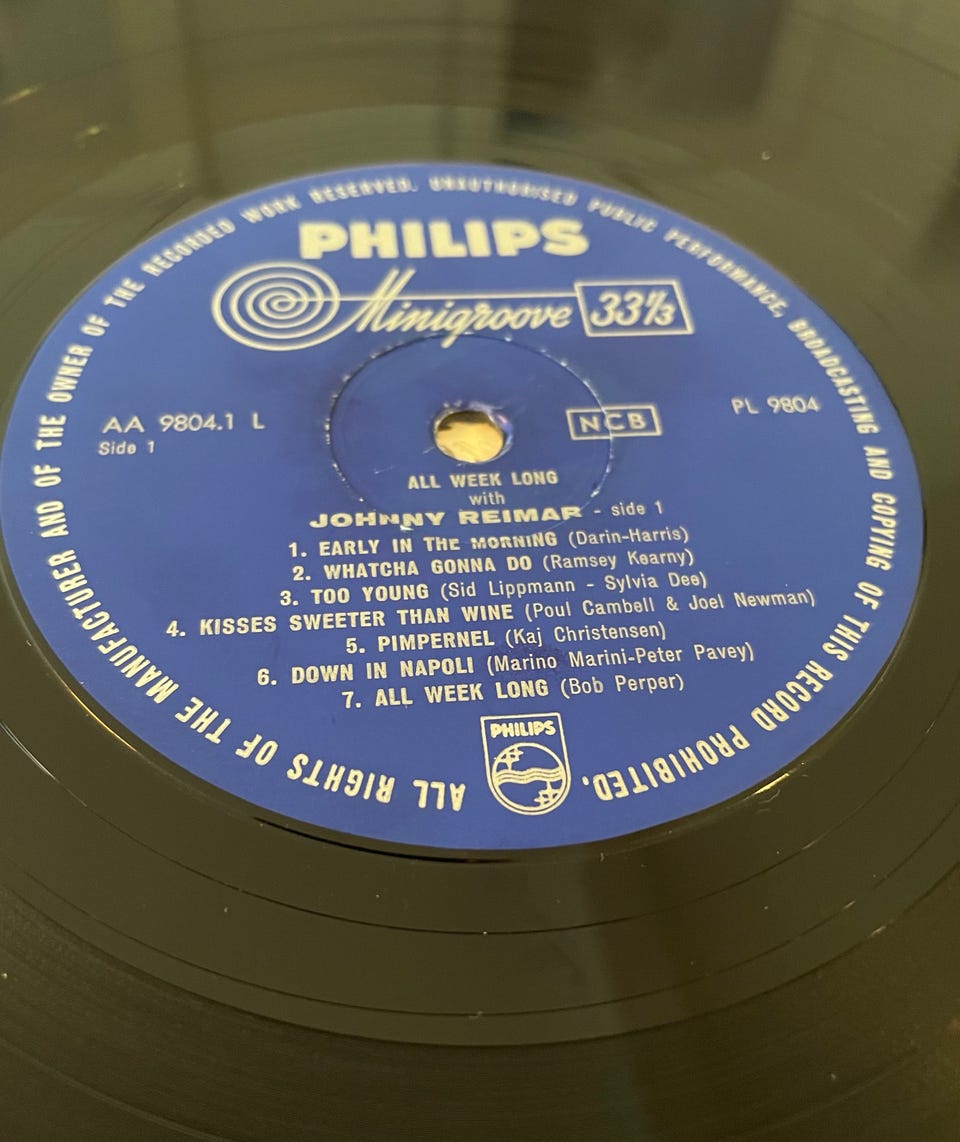 PHILIPS
Minigroove 33⅓
AA 9804.1 L
Side 1
NCB
PL 9804
ALL WEEK LONG
with
JOHNNY REIMAR - side 1
1. EARLY IN THE MORNING (Darin-Harris)
2. WHATCHA GONNA DO (Ramsey Kearny)
3. TOO YOUNG (Sid Lippmann - Sylvia Dee)
4. KISSES SWEETER THAN WINE (Poul Cambell & Joel Newman)
5. PIMPERNEL (Kaj Christensen)
6. DOWN IN NAPOLI (Marino Marini-Peter Pavey)
7. ALL WEEK LONG (Bob Perper)
PHILIPS
ALL RIGHTS OF THE MANUFACTURER AND OF THE OWNER OF THE RECORDED WORK RESERVED. UNAUTHORISED PUBLIC PERFORMANCE, BROADCASTING AND COPYING OF THIS RECORD PROHIBITED.